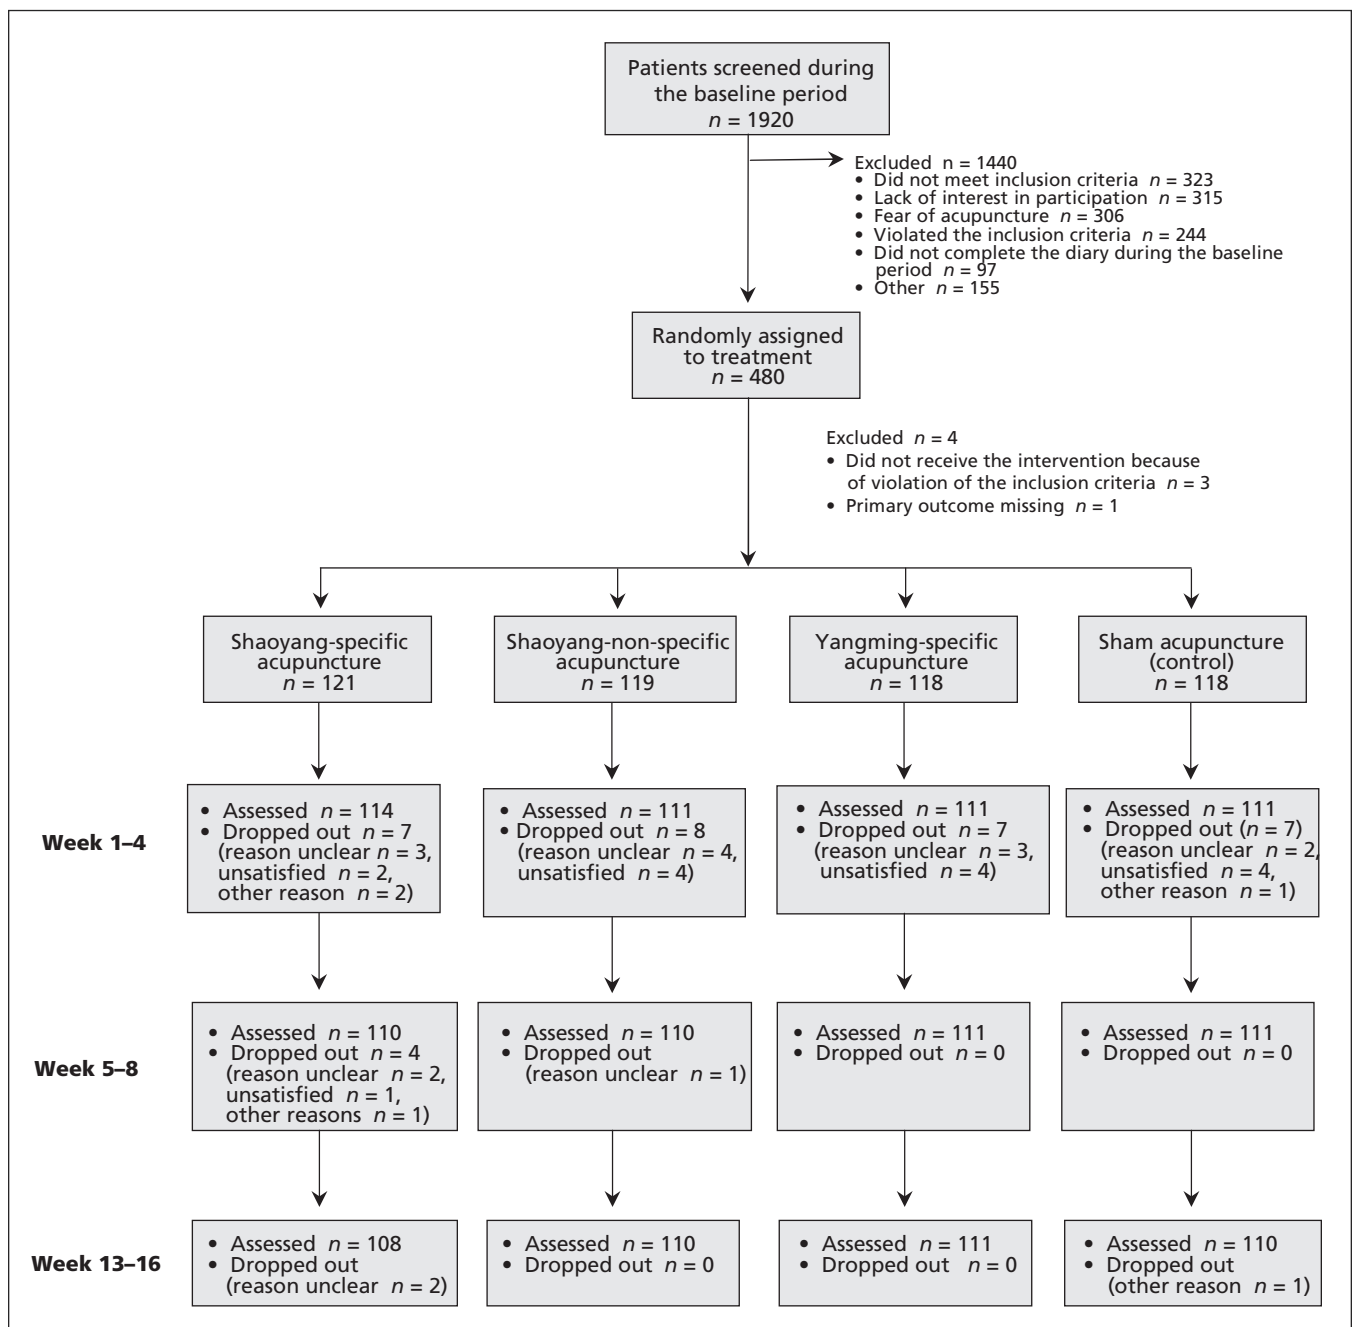 Patients screened during
the baseline period
n = 1920
Excluded n = 1440
• Did not meet inclusion criteria n = 323
• Lack of interest in participation n = 315
• Fear of acupuncture n = 306
• Violated the inclusion criteria n = 244
• Did not complete the diary during the baseline
period n = 97
• Other n = 155
Randomly assigned
to treatment
n = 480
Excluded n = 4
• Did not receive the intervention because
of violation of the inclusion criteria n = 3
• Primary outcome missing n = 1
Shaoyang-specific
acupuncture
n = 121
Shaoyang-non-specific
acupuncture
n = 119
Yangming-specific
acupuncture
n = 118
Sham acupuncture
(control)
n = 118
Week 1–4
• Assessed n = 114
• Dropped out n = 7
(reason unclear n = 3,
unsatisfied n = 2,
other reason n = 2)
• Assessed n = 111
• Dropped out n = 8
(reason unclear n = 4,
unsatisfied n = 4)
• Assessed n = 111
• Dropped out n = 7
(reason unclear n = 3,
unsatisfied n = 4)
• Assessed n = 111
• Dropped out (n = 7)
(reason unclear n = 2,
unsatisfied n = 4,
other reason n = 1)
Week 5–8
• Assessed n = 110
• Dropped out n = 4
(reason unclear n = 2,
unsatisfied n = 1,
other reasons n = 1)
• Assessed n = 110
• Dropped out
(reason unclear n = 1)
• Assessed n = 111
• Dropped out n = 0
• Assessed n = 111
• Dropped out n = 0
Week 13–16
• Assessed n = 108
• Dropped out
(reason unclear n = 2)
• Assessed n = 110
• Dropped out n = 0
• Assessed n = 111
• Dropped out n = 0
• Assessed n = 110
• Dropped out
(other reason n = 1)